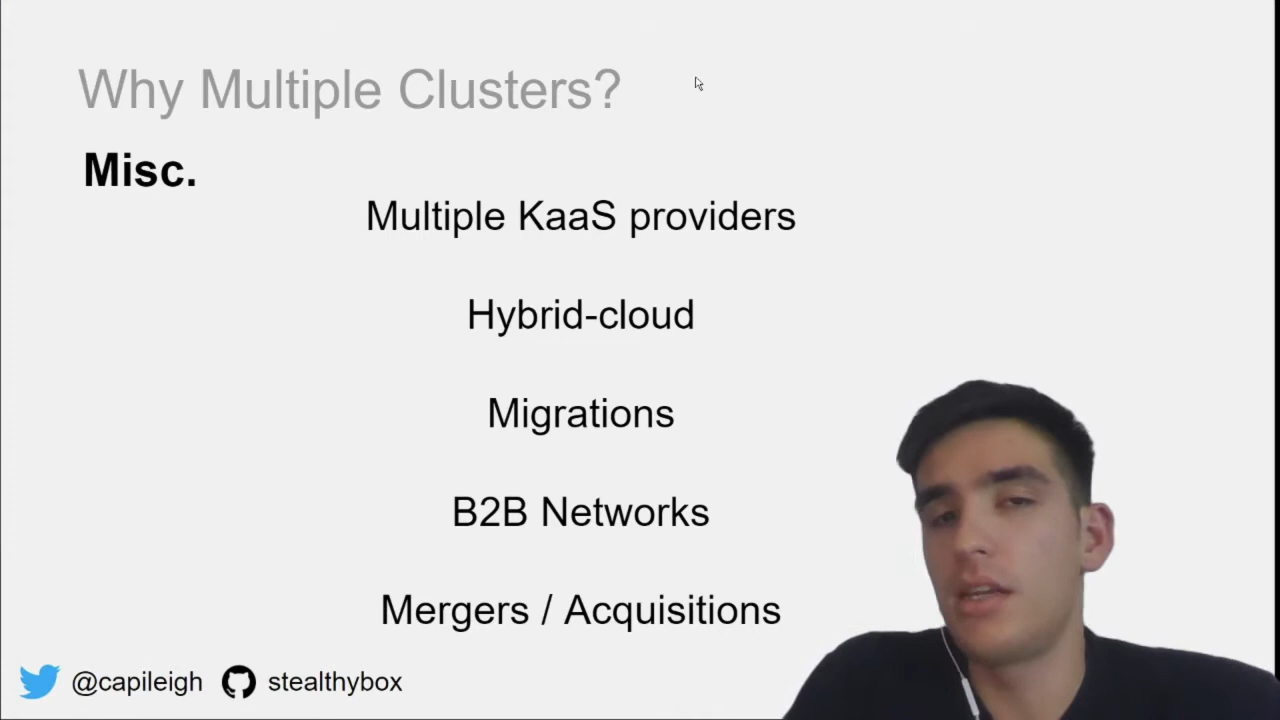 Why Multiple Clusters?
Misc.
Multiple KaaS providers
Hybrid-cloud
Migrations
B2B Networks
Mergers / Acquisitions
@capileigh stealthybox